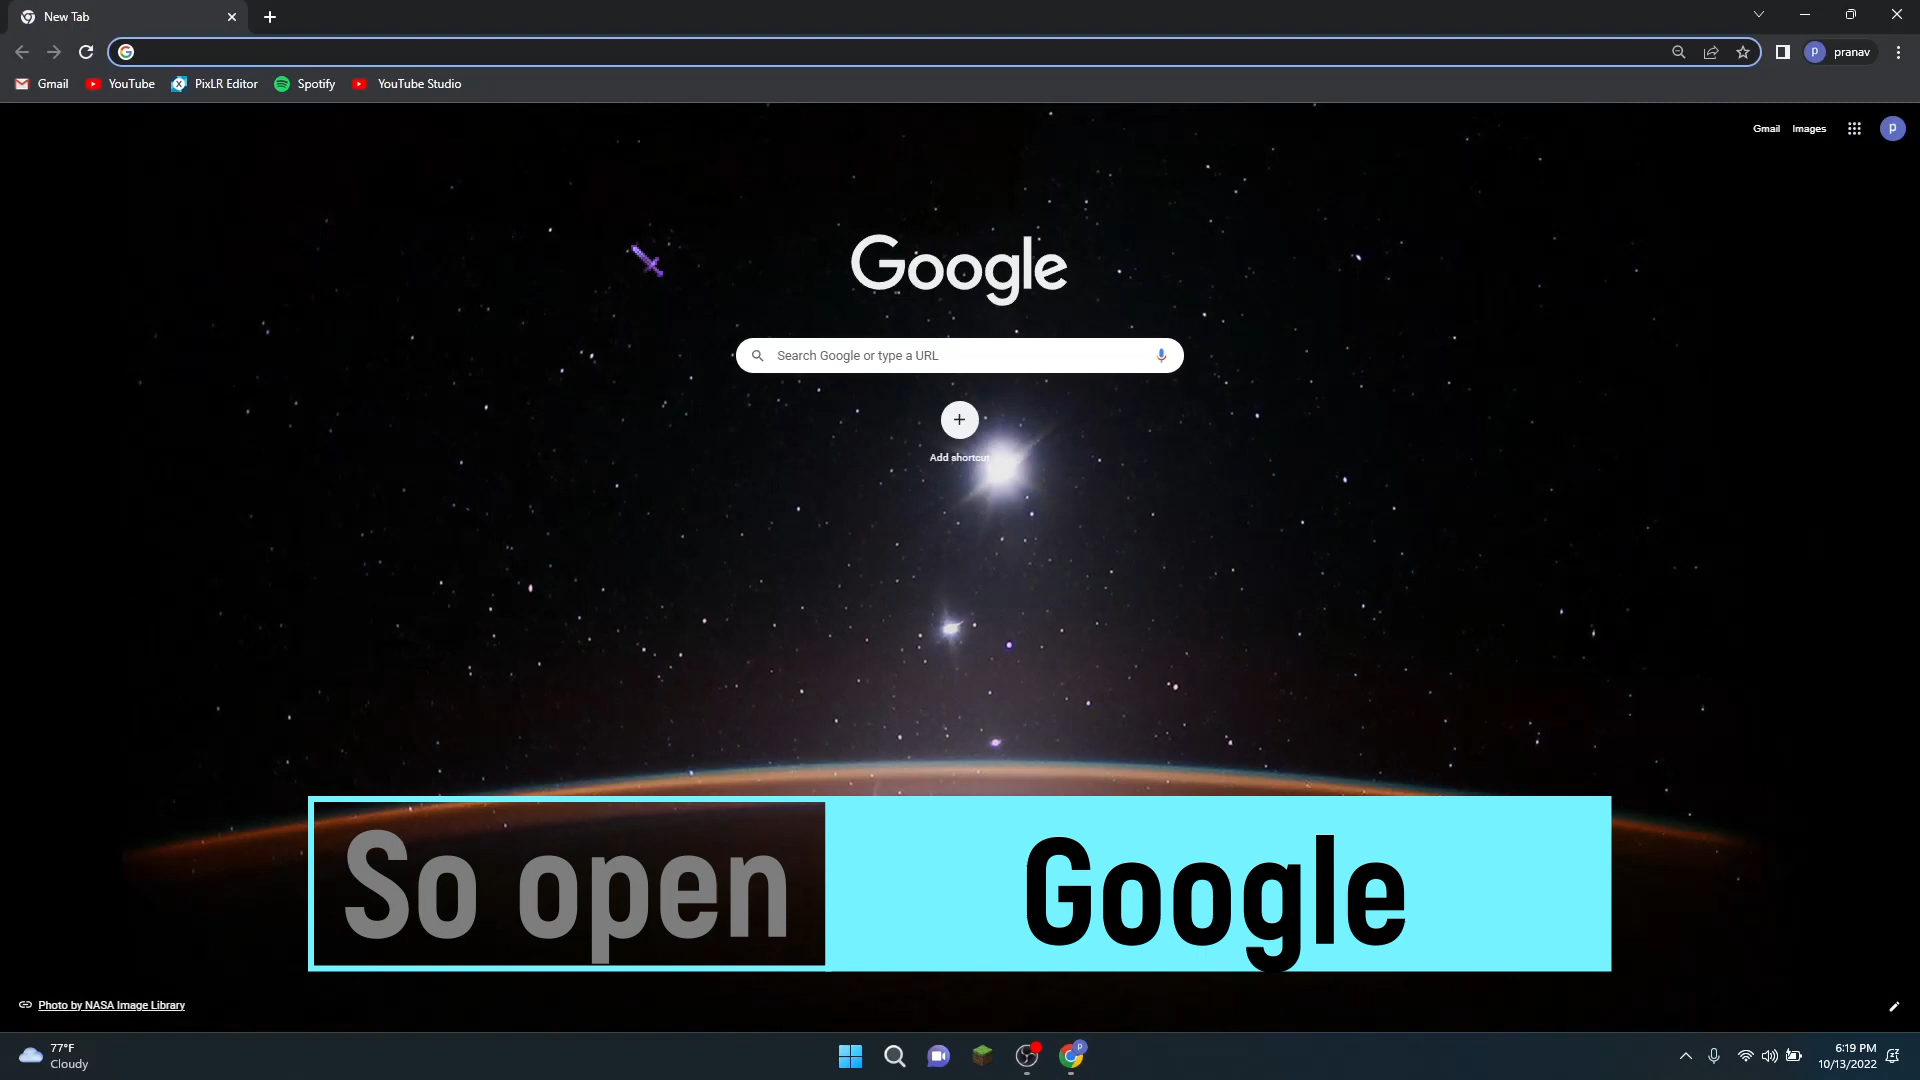 New Tab
pranav
Gmail YouTube PixLR Editor Spotify YouTube Studio
Gmail Images
Google
Search Google or type a URL
Add shortcut
So open Google
Photo by NASA Image Library
77°F
Cloudy
6:19 PM
10/13/2022